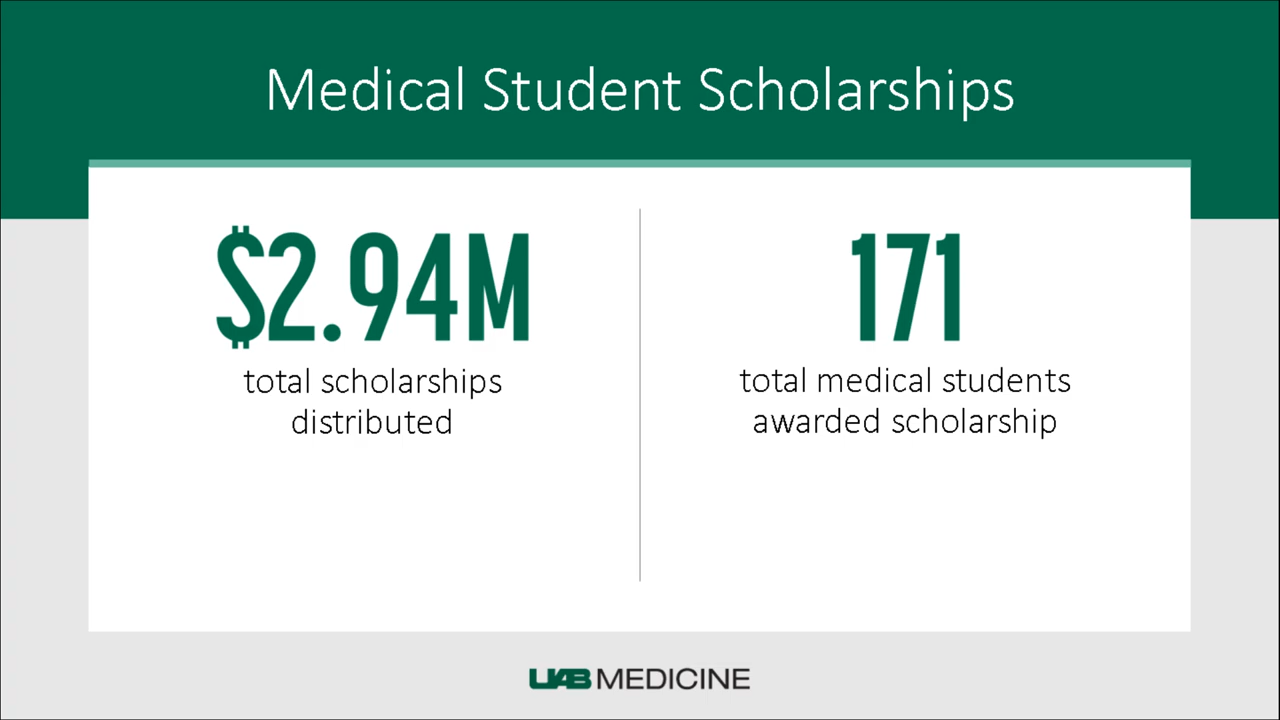 Medical Student Scholarships
$2.94M
total scholarships
distributed
171
total medical students
awarded scholarship
UAB MEDICINE